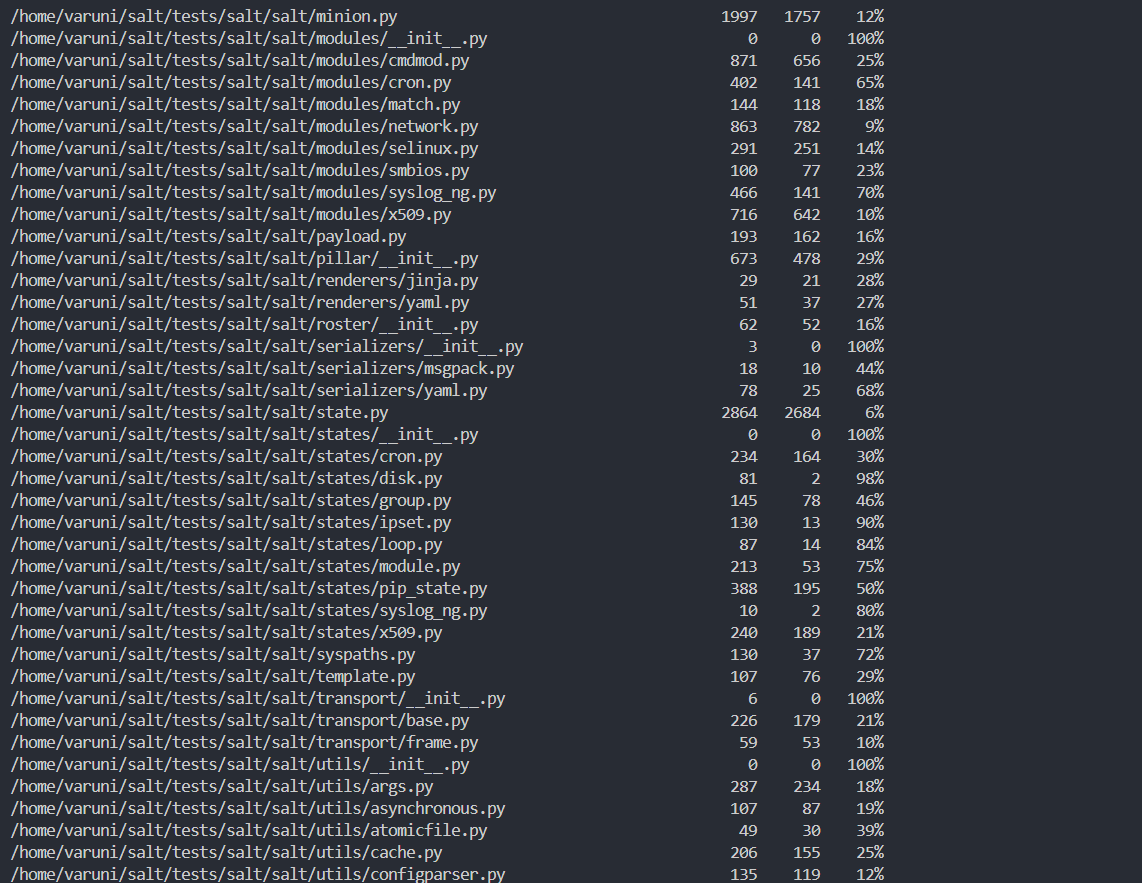 /home/varuni/salt/tests/salt/salt/minion.py 1997 1757 12%
/home/varuni/salt/tests/salt/salt/modules/__init__.py 0 0 100%
/home/varuni/salt/tests/salt/salt/modules/cmdmod.py 871 656 25%
/home/varuni/salt/tests/salt/salt/modules/cron.py 402 141 65%
/home/varuni/salt/tests/salt/salt/modules/match.py 144 118 18%
/home/varuni/salt/tests/salt/salt/modules/network.py 863 782 9%
/home/varuni/salt/tests/salt/salt/modules/selinux.py 291 251 14%
/home/varuni/salt/tests/salt/salt/modules/smbios.py 100 77 23%
/home/varuni/salt/tests/salt/salt/modules/syslog_ng.py 466 141 70%
/home/varuni/salt/tests/salt/salt/modules/x509.py 716 642 10%
/home/varuni/salt/tests/salt/salt/payload.py 193 162 16%
/home/varuni/salt/tests/salt/salt/pillar/__init__.py 673 478 29%
/home/varuni/salt/tests/salt/salt/renderers/jinja.py 29 21 28%
/home/varuni/salt/tests/salt/salt/renderers/yaml.py 51 37 27%
/home/varuni/salt/tests/salt/salt/roster/__init__.py 62 52 16%
/home/varuni/salt/tests/salt/salt/serializers/__init__.py 3 0 100%
/home/varuni/salt/tests/salt/salt/serializers/msgpack.py 18 10 44%
/home/varuni/salt/tests/salt/salt/serializers/yaml.py 78 25 68%
/home/varuni/salt/tests/salt/salt/state.py 2864 2684 6%
/home/varuni/salt/tests/salt/salt/states/__init__.py 0 0 100%
/home/varuni/salt/tests/salt/salt/states/cron.py 234 164 30%
/home/varuni/salt/tests/salt/salt/states/disk.py 81 2 98%
/home/varuni/salt/tests/salt/salt/states/group.py 145 78 46%
/home/varuni/salt/tests/salt/salt/states/ipset.py 130 13 90%
/home/varuni/salt/tests/salt/salt/states/loop.py 87 14 84%
/home/varuni/salt/tests/salt/salt/states/module.py 213 53 75%
/home/varuni/salt/tests/salt/salt/states/pip_state.py 388 195 50%
/home/varuni/salt/tests/salt/salt/states/syslog_ng.py 10 2 80%
/home/varuni/salt/tests/salt/salt/states/x509.py 240 189 21%
/home/varuni/salt/tests/salt/salt/syspaths.py 130 37 72%
/home/varuni/salt/tests/salt/salt/template.py 107 76 29%
/home/varuni/salt/tests/salt/salt/transport/__init__.py 6 0 100%
/home/varuni/salt/tests/salt/salt/transport/base.py 226 179 21%
/home/varuni/salt/tests/salt/salt/transport/frame.py 59 53 10%
/home/varuni/salt/tests/salt/salt/utils/__init__.py 0 0 100%
/home/varuni/salt/tests/salt/salt/utils/args.py 287 234 18%
/home/varuni/salt/tests/salt/salt/utils/asynchronous.py 107 87 19%
/home/varuni/salt/tests/salt/salt/utils/atomicfile.py 49 30 39%
/home/varuni/salt/tests/salt/salt/utils/cache.py 206 155 25%
/home/varuni/salt/tests/salt/salt/utils/configparser.py 135 119 12%